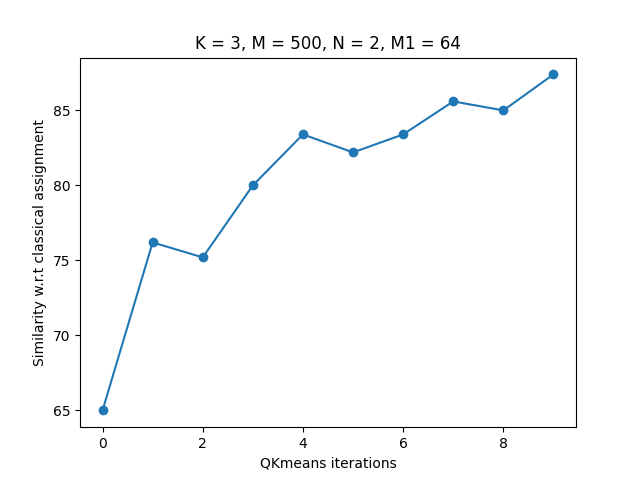 K = 3, M = 500, N = 2, M1 = 64
Similarity w.r.t classical assignment
85
80
75
70
65
0 2 4 6 8
QKmeans iterations